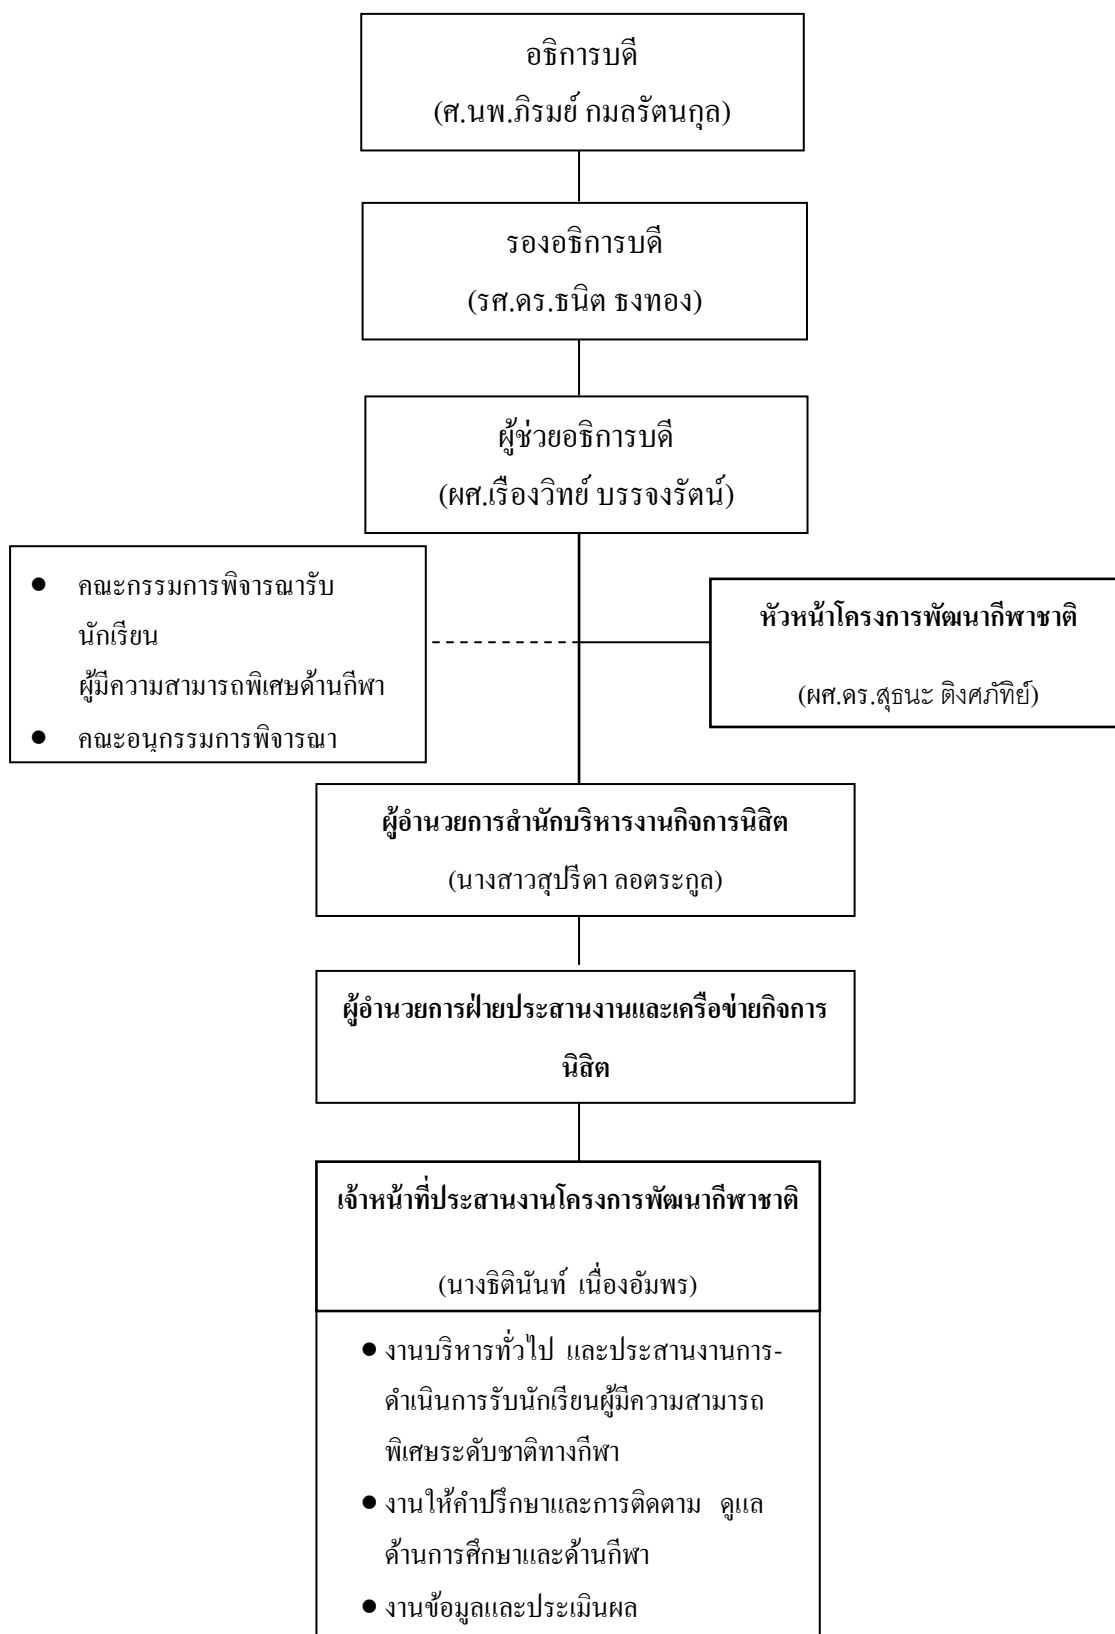 อธิการบดี
(ศ.นพ.ภิรมย์ กมลรัตนกุล)
รองอธิการบดี
(รศ.ดร.ธนิต ธงทอง)
ผู้ช่วยอธิการบดี
(ผศ.เรืองวิทย์ บรรจงรัตน์)
● คณะกรรมการพิจารณารับ
นักเรียน
ผู้มีความสามารถพิเศษด้านกีฬา
● คณะอนุกรรมการพิจารณา
หัวหน้าโครงการพัฒนากีฬาชาติ
(ผศ.ดร.สุธนะ ติงศภัทิย์)
ผู้อำนวยการสำนักบริหารงานกิจการนิสิต
(นางสาวสุปรีดา ลอตระกูล)
ผู้อำนวยการฝ่ายประสานงานและเครือข่ายกิจการ
นิสิต
เจ้าหน้าที่ประสานงานโครงการพัฒนากีฬาชาติ
(นางธิตินันท์ เนื่องอัมพร)
● งานบริหารทั่วไป และประสานงานการ-
ดำเนินการรับนักเรียนผู้มีความสามารถ
พิเศษระดับชาติทางกีฬา
● งานให้คำปรึกษาและการติดตาม ดูแล
ด้านการศึกษาและด้านกีฬา
● งานข้อมูลและประเมินผล